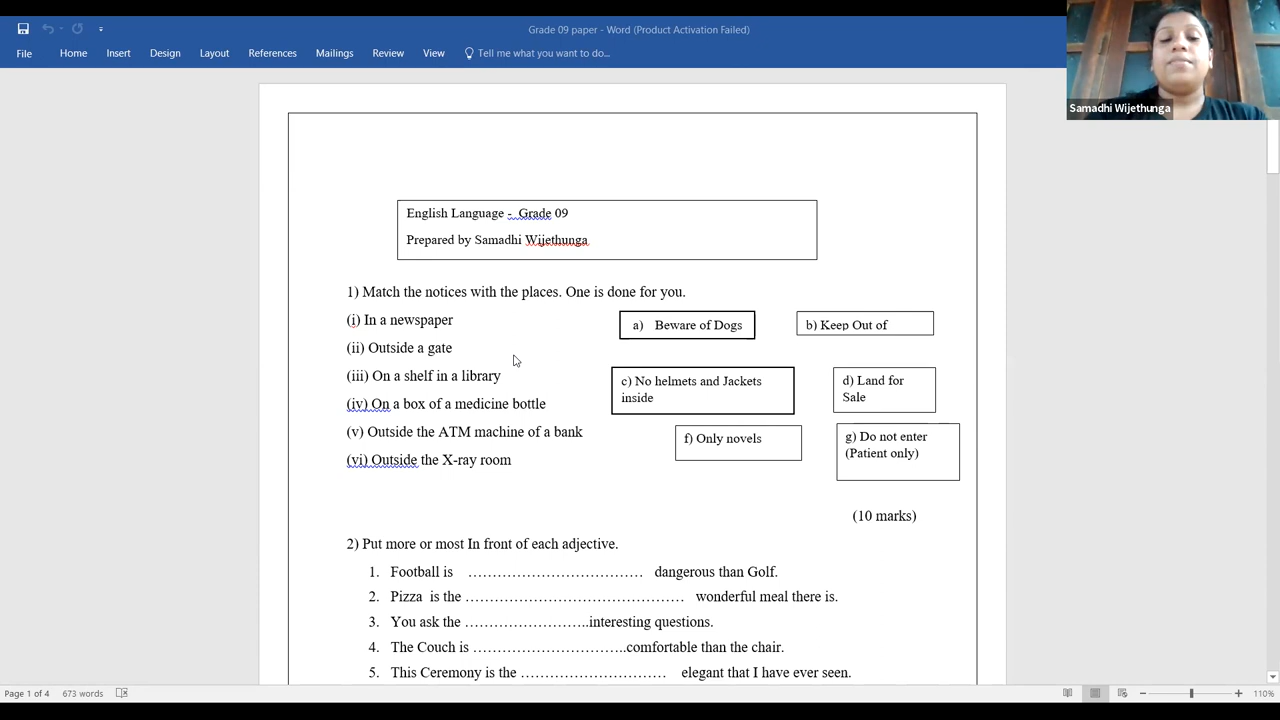 Grade 09 paper - Word (Product Activation Failed)
File Home Insert Design Layout References Mailings Review View Tell me what you want to do...
Samadhi Wijethunga
English Language - Grade 09
Prepared by Samadhi Wijethunga
1) Match the notices with the places. One is done for you.
(i) In a newspaper
(ii) Outside a gate
(iii) On a shelf in a library
(iv) On a box of a medicine bottle
(v) Outside the ATM machine of a bank
(vi) Outside the X-ray room
a) Beware of Dogs
b) Keep Out of
c) No helmets and Jackets
inside
d) Land for
Sale
f) Only novels
g) Do not enter
(Patient only)
(10 marks)
2) Put more or most In front of each adjective.
1. Football is ……………………………… dangerous than Golf.
2. Pizza is the ……………………………………… wonderful meal there is.
3. You ask the ……………………..interesting questions.
4. The Couch is …………………………..comfortable than the chair.
5. This Ceremony is the ………………………… elegant that I have ever seen.
Page 1 of 4 673 words 110%